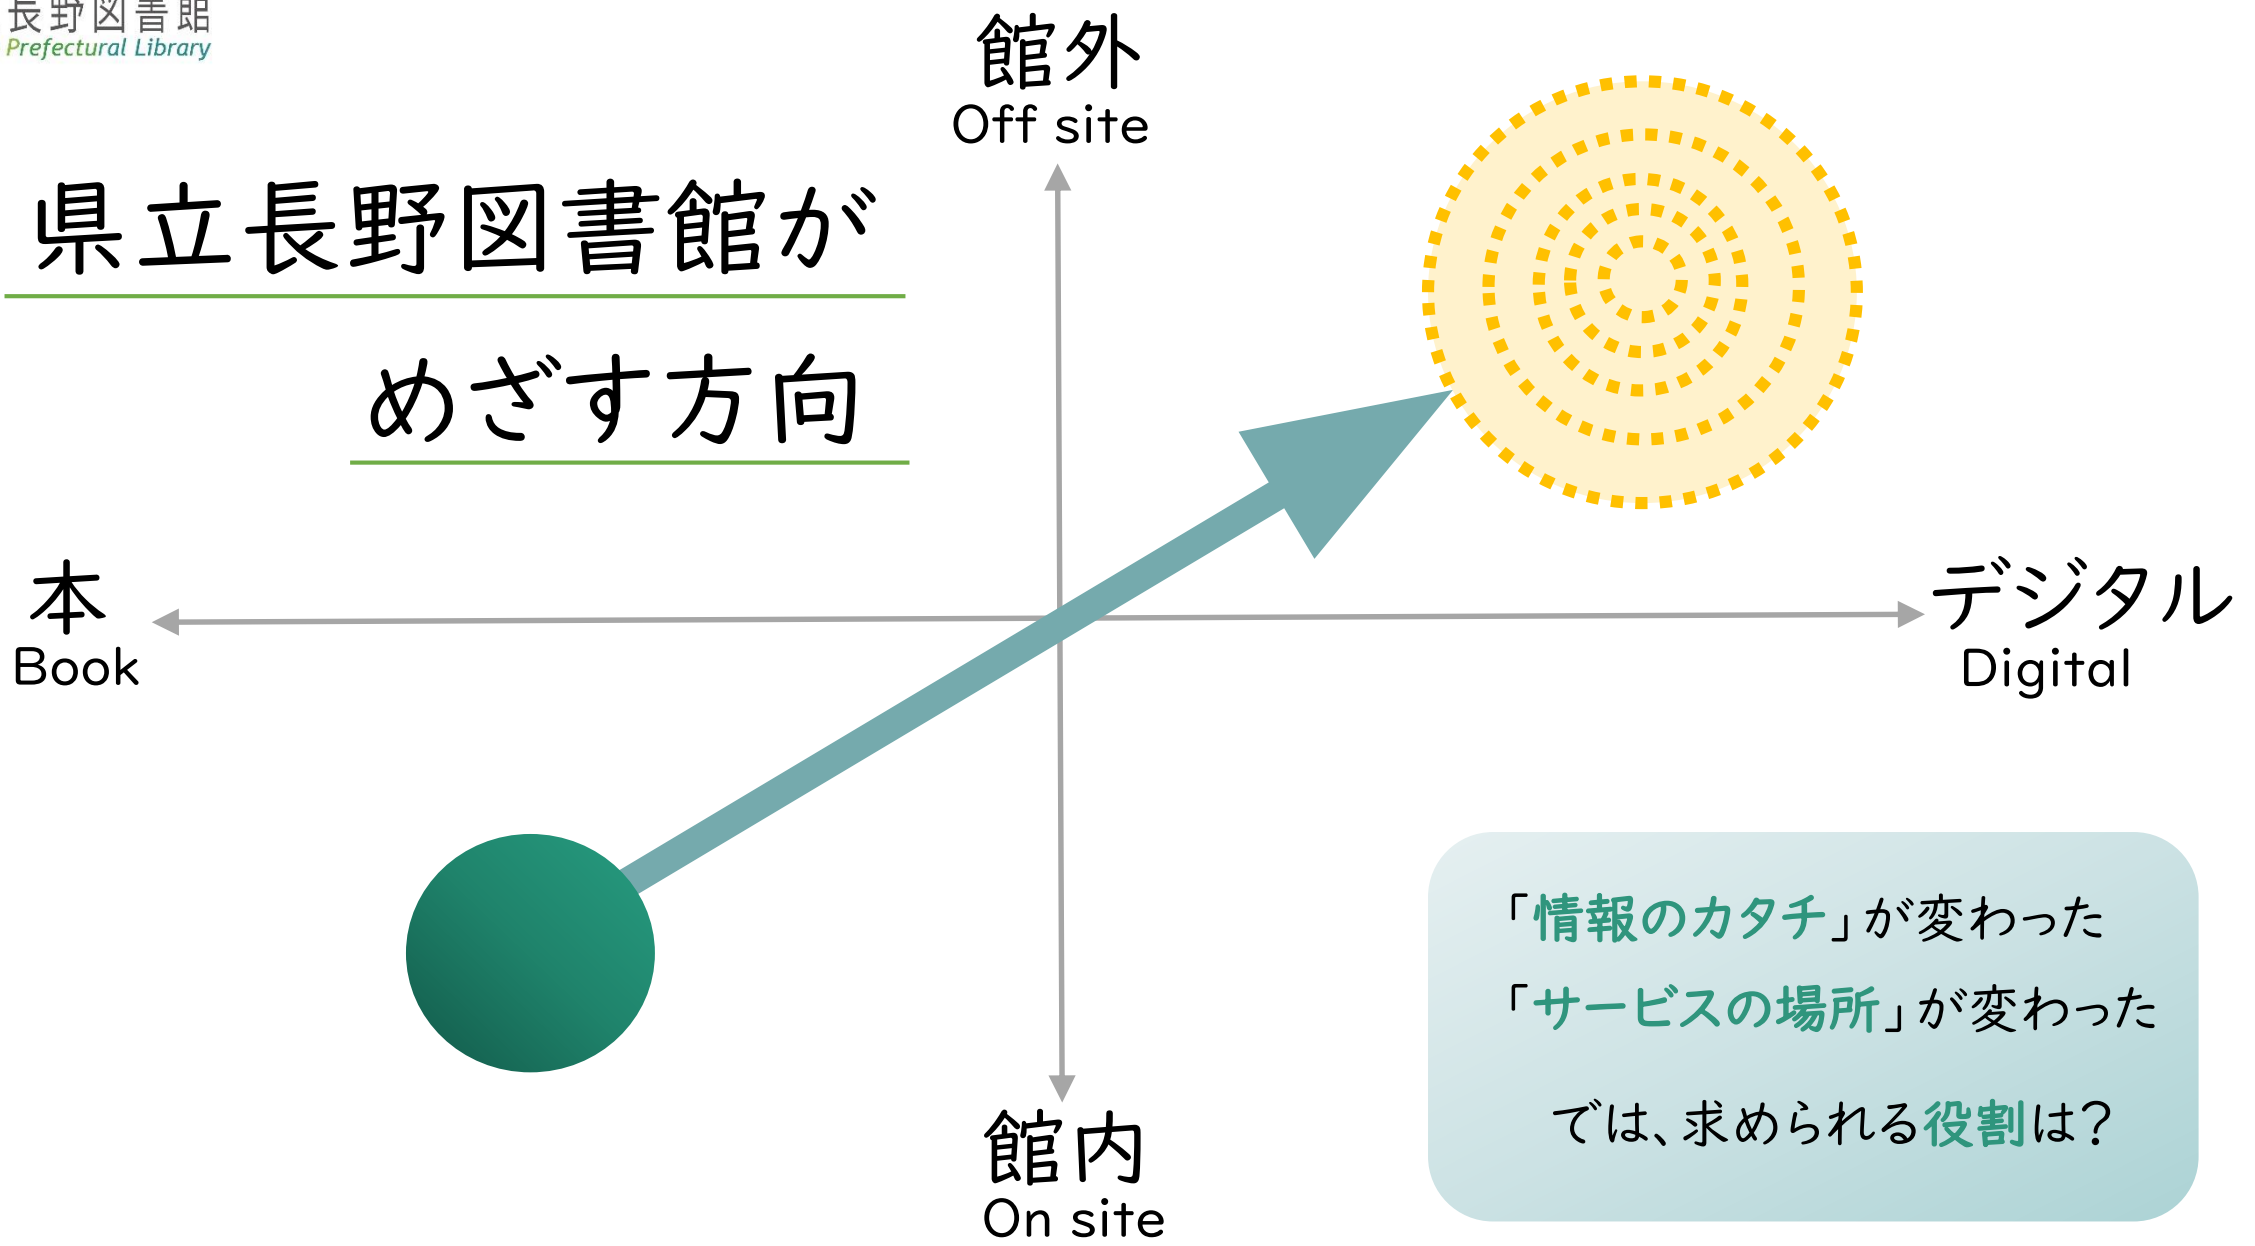 長野図書館
Prefectural Library
館外
Off site
県立長野図書館が
めざす方向
本
Book
デジタル
Digital
「情報のカタチ」が変わった
「サービスの場所」が変わった
では、求められる役割は？
館内
On site